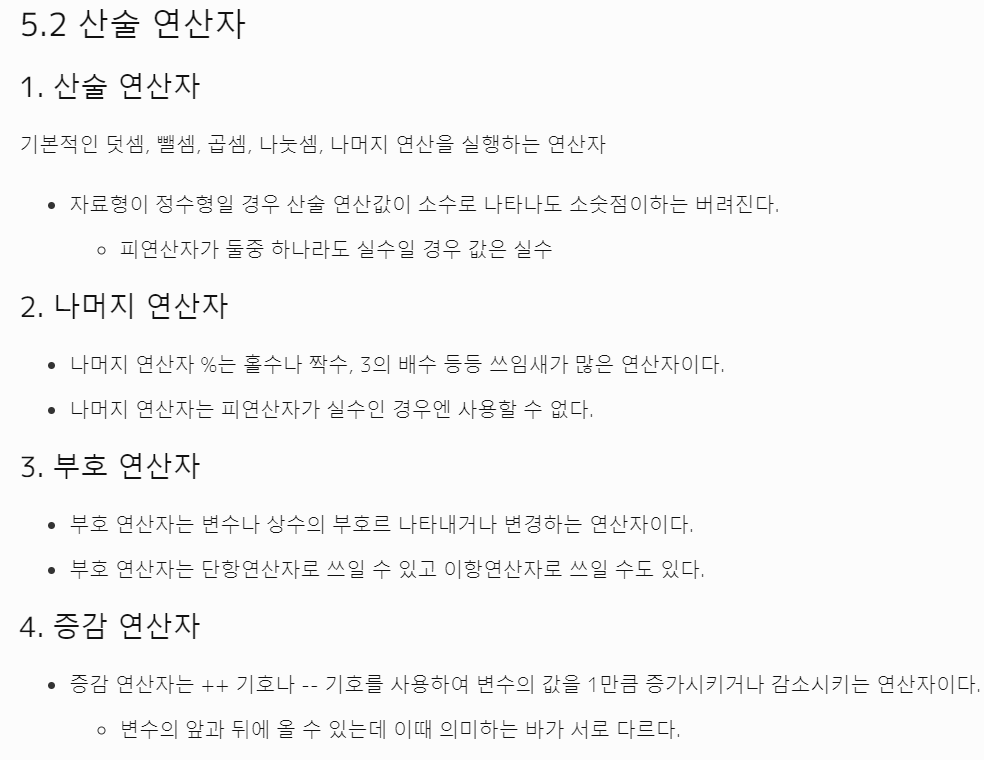 5.2 산술 연산자
1. 산술 연산자
기본적인 덧셈, 뺄셈, 곱셈, 나눗셈, 나머지 연산을 실행하는 연산자
• 자료형이 정수형일 경우 산술 연산값이 소수로 나타나도 소숫점이하는 버려진다.
◦ 피연산자가 둘중 하나라도 실수일 경우 값은 실수
2. 나머지 연산자
• 나머지 연산자 %는 홀수나 짝수, 3의 배수 등등 쓰임새가 많은 연산자이다.
• 나머지 연산자는 피연산자가 실수인 경우엔 사용할 수 없다.
3. 부호 연산자
• 부호 연산자는 변수나 상수의 부호르 나타내거나 변경하는 연산자이다.
• 부호 연산자는 단항연산자로 쓰일 수 있고 이항연산자로 쓰일 수도 있다.
4. 증감 연산자
• 증감 연산자는 ++ 기호나 -- 기호를 사용하여 변수의 값을 1만큼 증가시키거나 감소시키는 연산자이다.
◦ 변수의 앞과 뒤에 올 수 있는데 이때 의미하는 바가 서로 다르다.